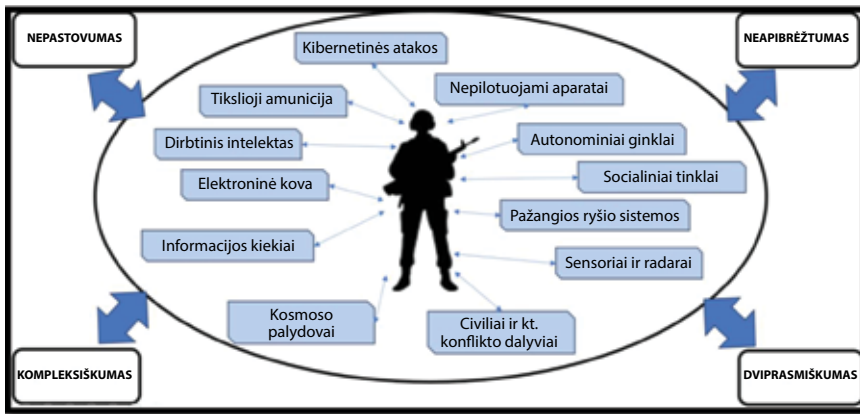 NEPASTOVUMAS
NEAPIBRĖŽTUMAS
Kibernetinės atakos
Nepilotuojami aparatai
Tikslioji amunicija
Dirbtinis intelektas
Autonominiai ginklai
Elektroninė kova
Socialiniai tinklai
Pažangios ryšio sistemos
Informacijos kiekiai
Sensoriai ir radarai
Kosmoso
palydovai
Civiliai ir kt.
konflikto dalyviai
KOMPLEKSIŠKUMAS
DVIPRASMIŠKUMAS